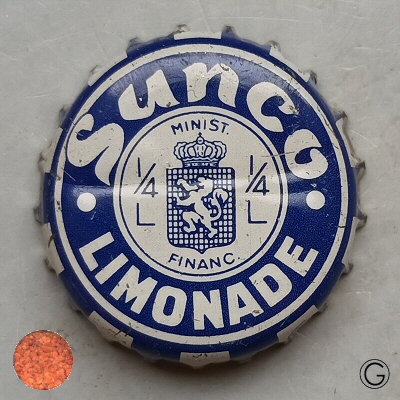 Sunco
MINIST.
1/4 L
1/4 L
FINANC.
LIMONADE
G